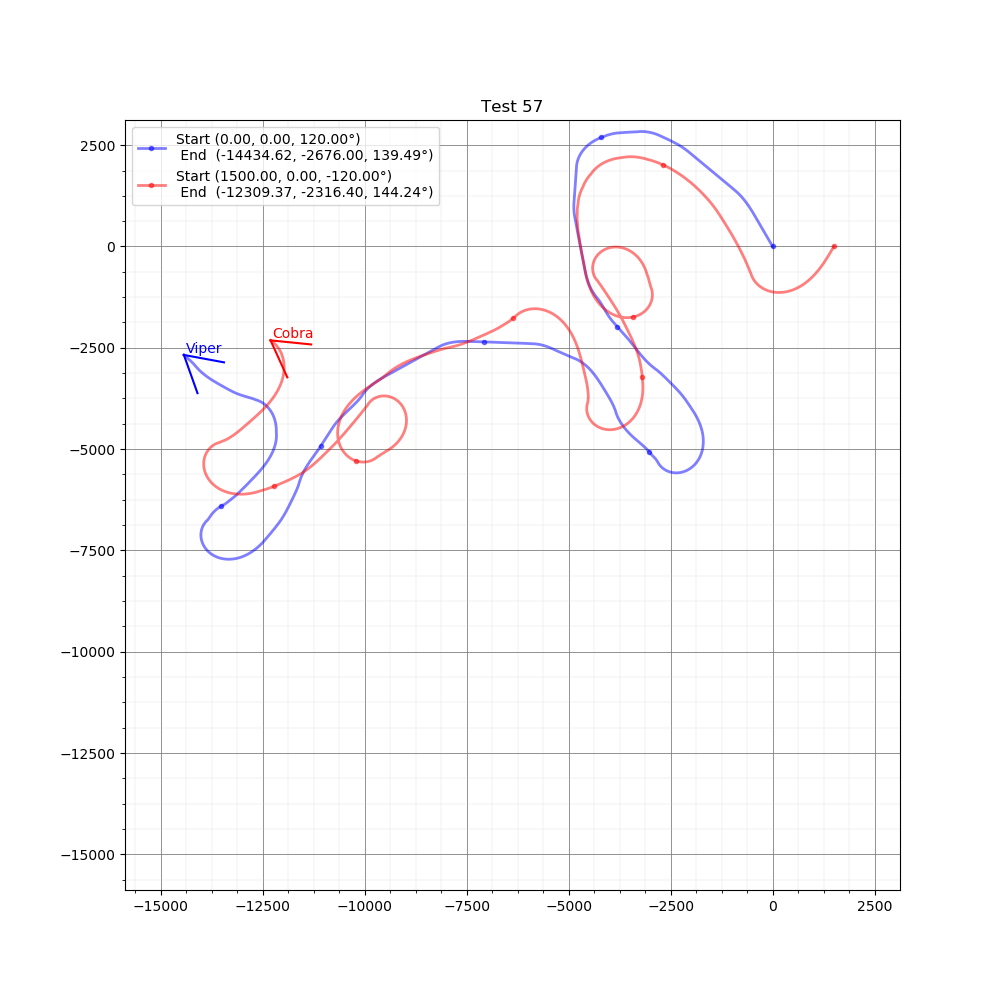 Test 57
Start (0.00, 0.00, 120.00°)
End (-14434.62, -2676.00, 139.49°)
Start (1500.00, 0.00, -120.00°)
End (-12309.37, -2316.40, 144.24°)
2500
0
−2500
−5000
−7500
−10000
−12500
−15000
Cobra
Viper
−15000 −12500 −10000 −7500 −5000 −2500 0 2500